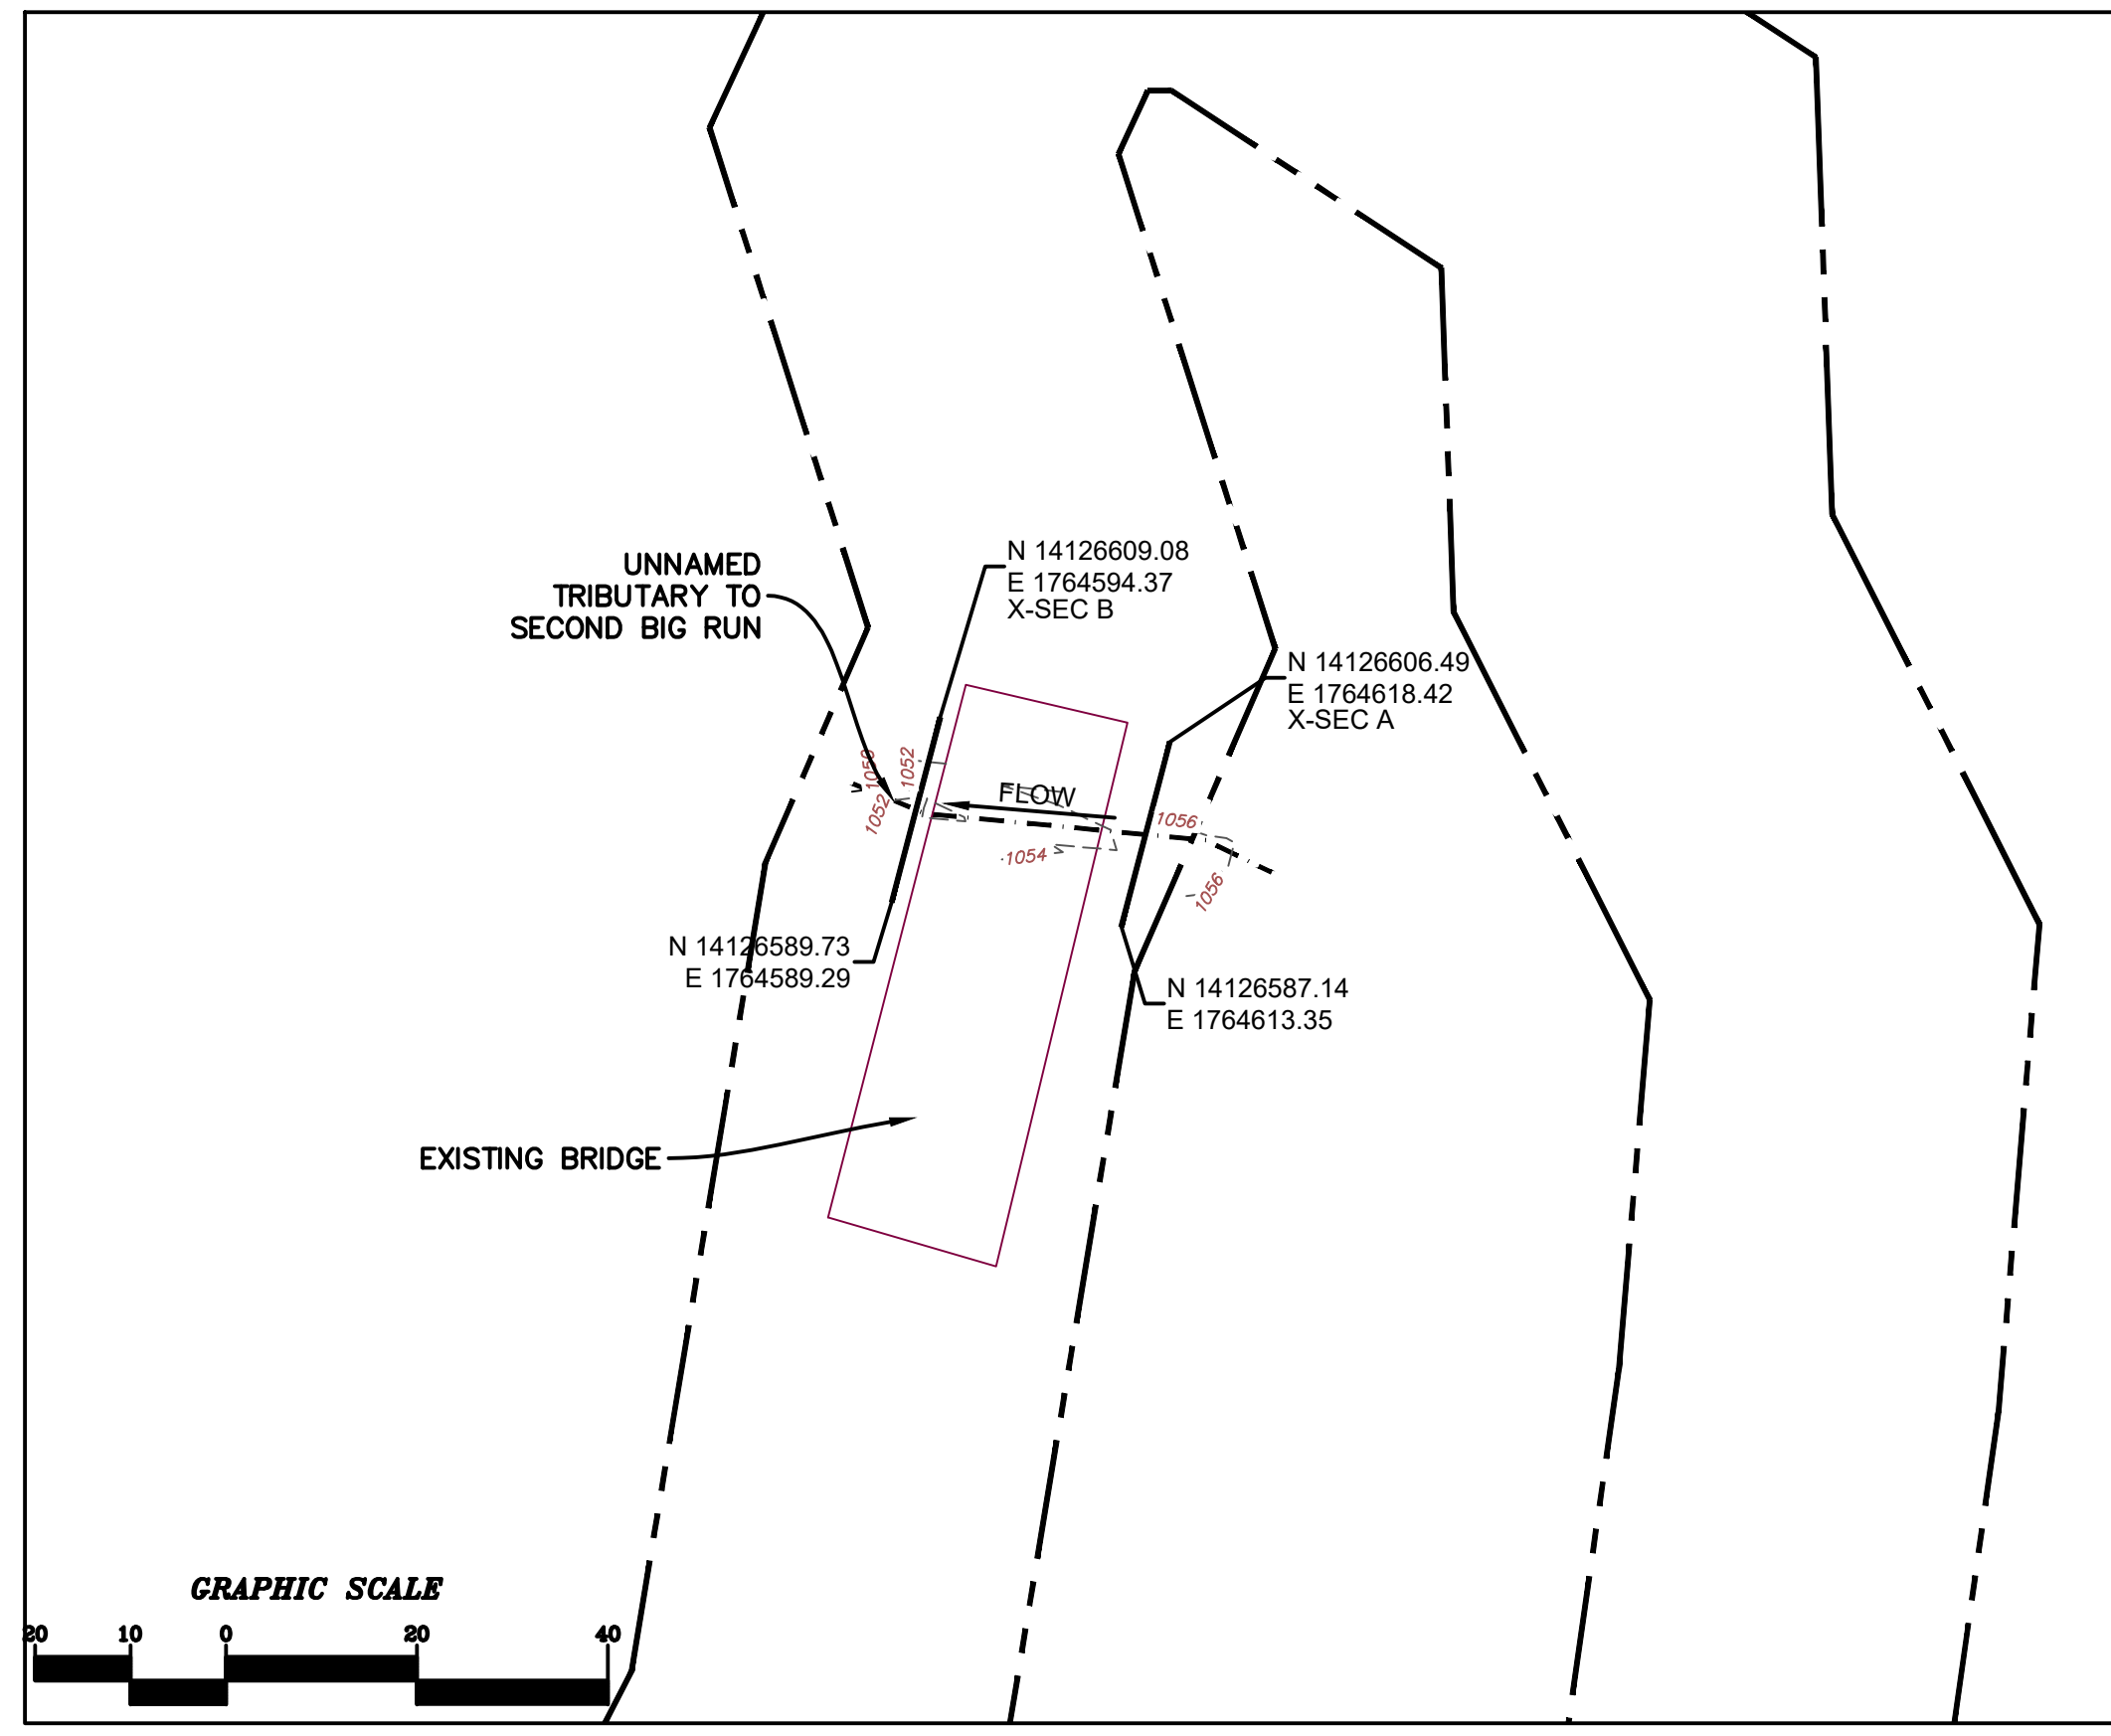 N 14126609.08
E 1764594.37
X-SEC B
UNNAMED
TRIBUTARY TO
SECOND BIG RUN
N 14126606.49
E 1764618.42
X-SEC A
1052
1052
FLOW
1056
1054
1056
N 14126589.73
E 1764589.29
N 14126587.14
E 1764613.35
EXISTING BRIDGE
GRAPHIC SCALE
20 10 0 20 40